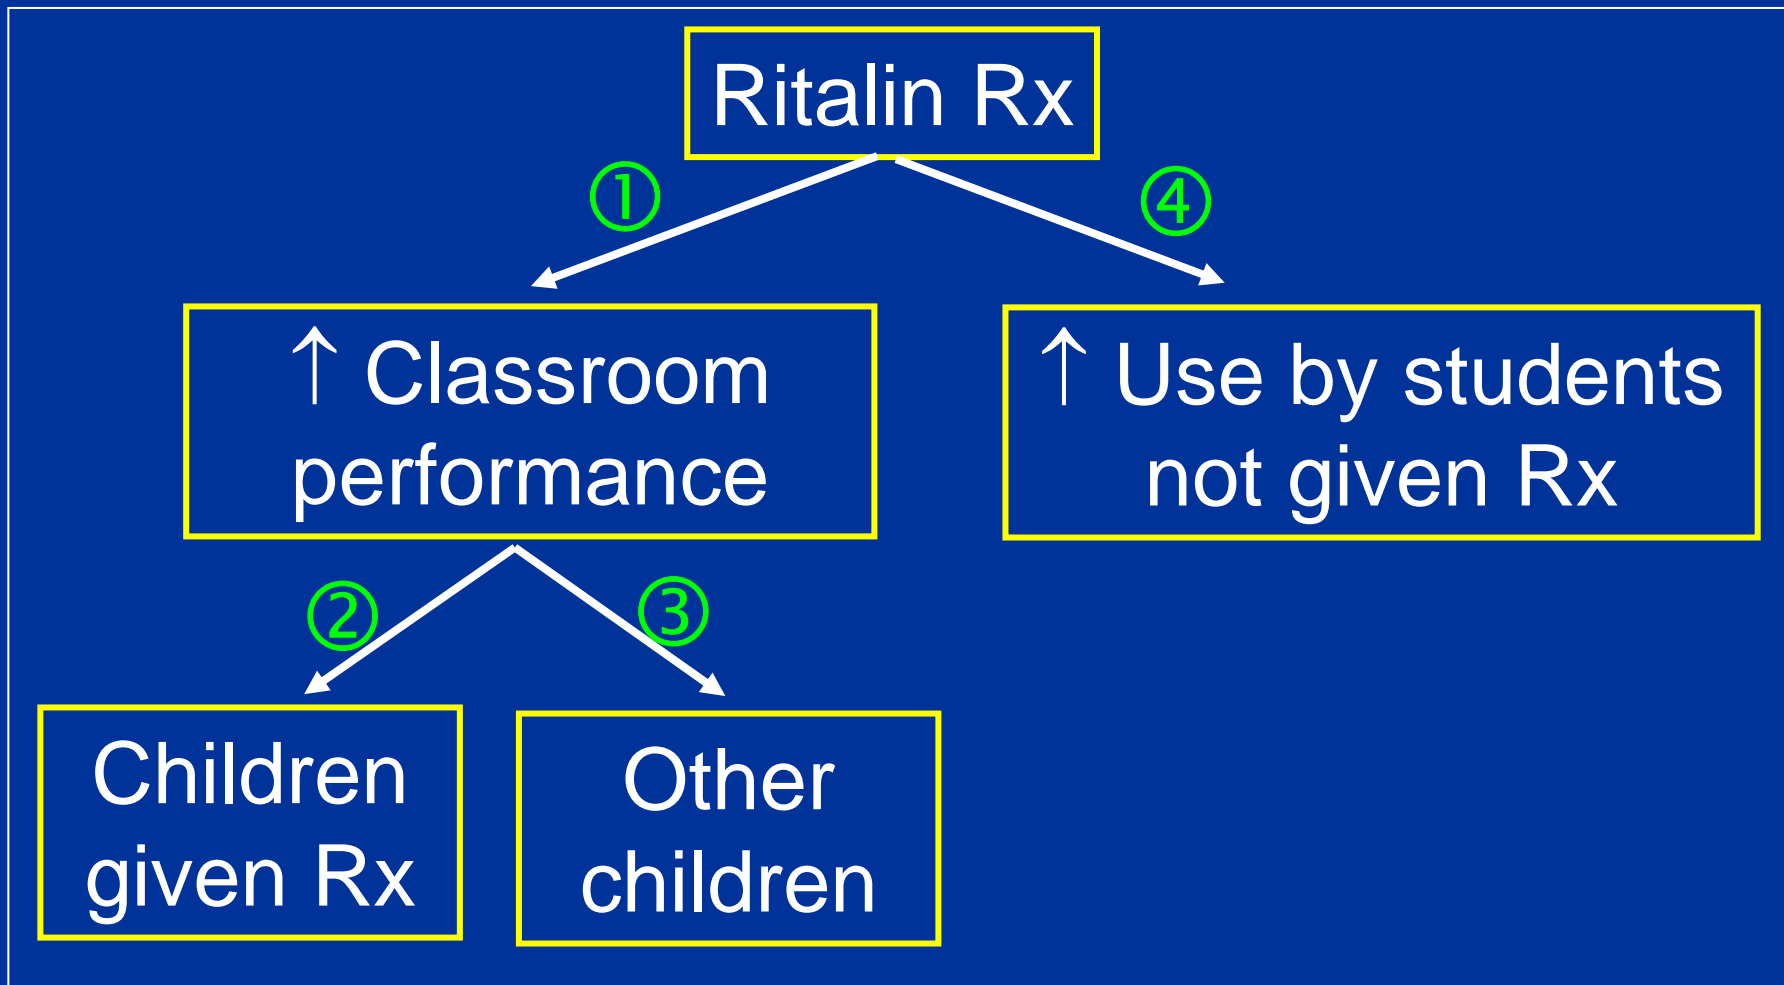 Ritalin Rx
① ④
↑ Classroom
performance
↑ Use by students
not given Rx
② ③
Children
given Rx
Other
children